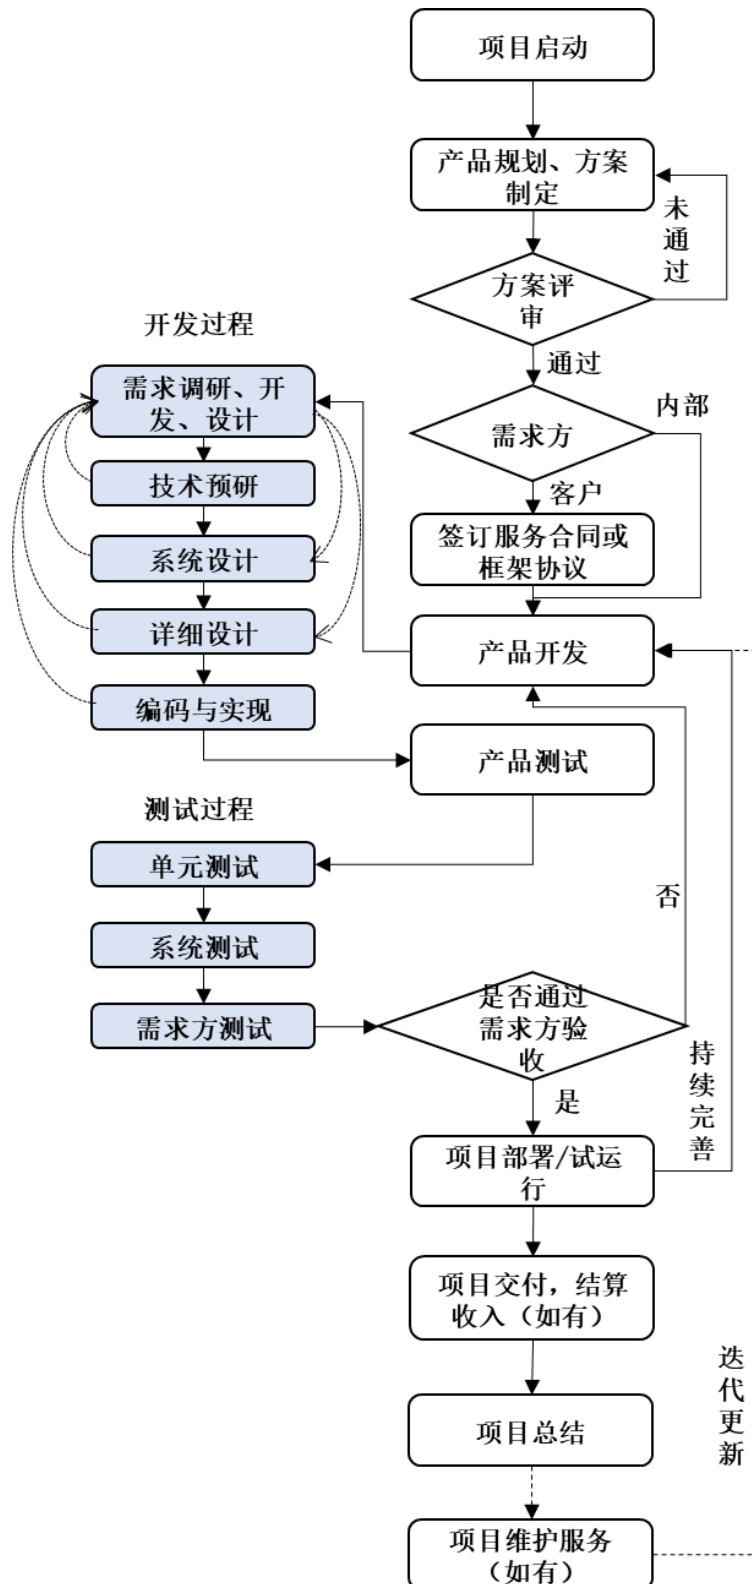 项目启动
产品规划、方案
制定
未
通
过
方案评
审
通过
开发过程
需求调研、开
发、设计
技术预研
系统设计
详细设计
编码与实现
需求方
内部
客户
签订服务合同或
框架协议
产品开发
产品测试
测试过程
单元测试
系统测试
需求方测试
是否通过
需求方验
收
否
是
持
续
完
善
项目部署/试运
行
项目交付，结算
收入（如有）
迭
代
更
新
项目总结
项目维护服务
（如有）